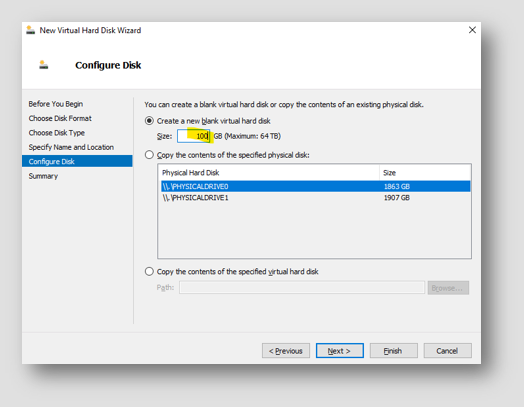 New Virtual Hard Disk Wizard
Configure Disk
Before You Begin
Choose Disk Format
Choose Disk Type
Specify Name and Location
Configure Disk
Summary
You can create a blank virtual hard disk or copy the contents of an existing physical disk.
Create a new blank virtual hard disk
Size: 100 GB (Maximum: 64 TB)
Copy the contents of the specified physical disk:
Physical Hard Disk Size
\\.\PHYSICALDRIVE0 1863 GB
\\.\PHYSICALDRIVE1 1907 GB
Copy the contents of the specified virtual hard disk
Path: Browse...
< Previous Next > Finish Cancel